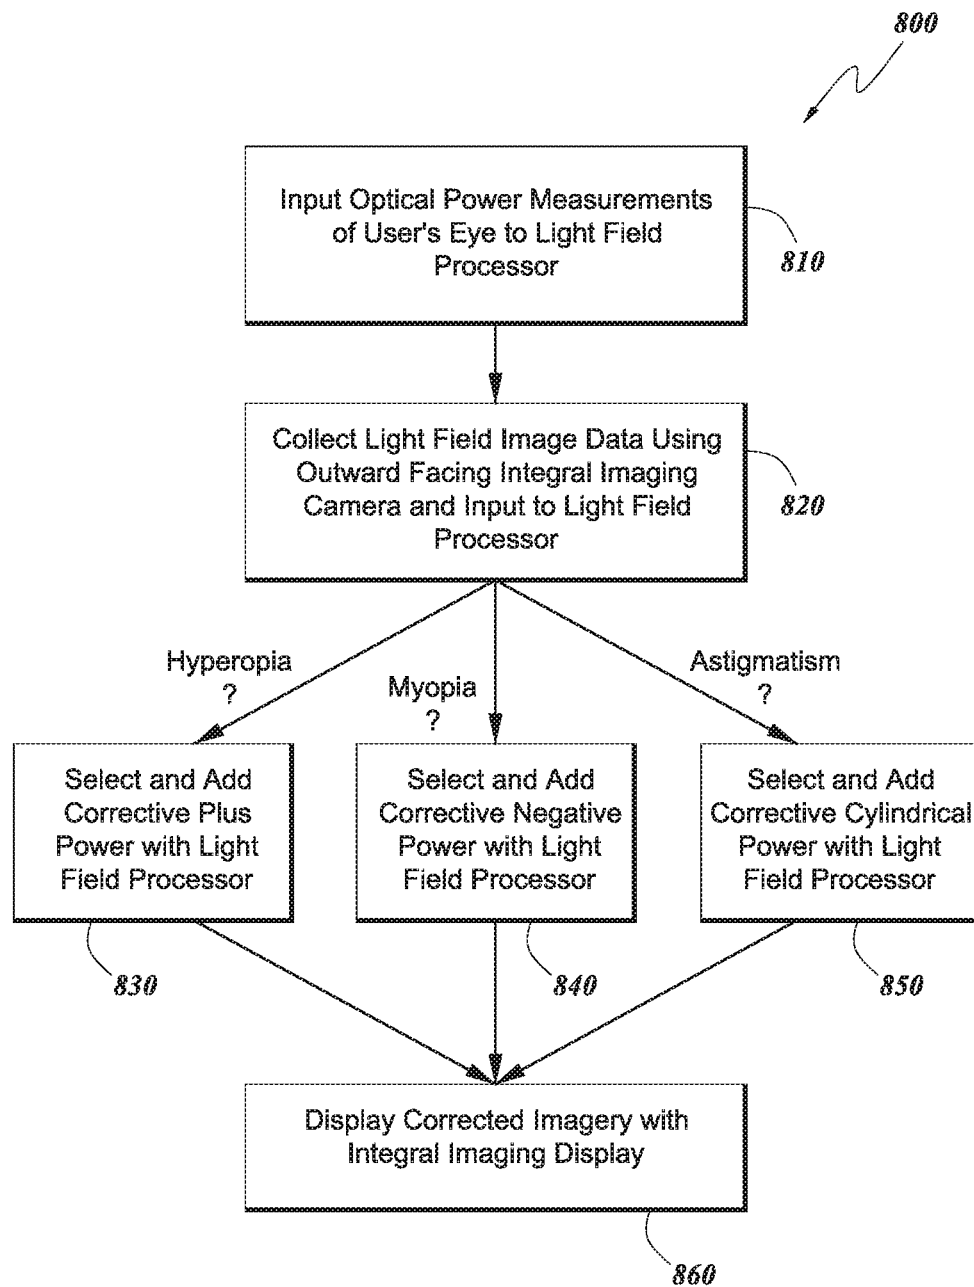 800
Input Optical Power Measurements
of User's Eye to Light Field
Processor
810
Collect Light Field Image Data Using
Outward Facing Integral Imaging
Camera and Input to Light Field
Processor
820
Hyperopia
?
Myopia
?
Astigmatism
?
Select and Add
Corrective Plus
Power with Light
Field Processor
830
Select and Add
Corrective Negative
Power with Light
Field Processor
840
Select and Add
Corrective Cylindrical
Power with Light
Field Processor
850
Display Corrected Imagery with
Integral Imaging Display
860